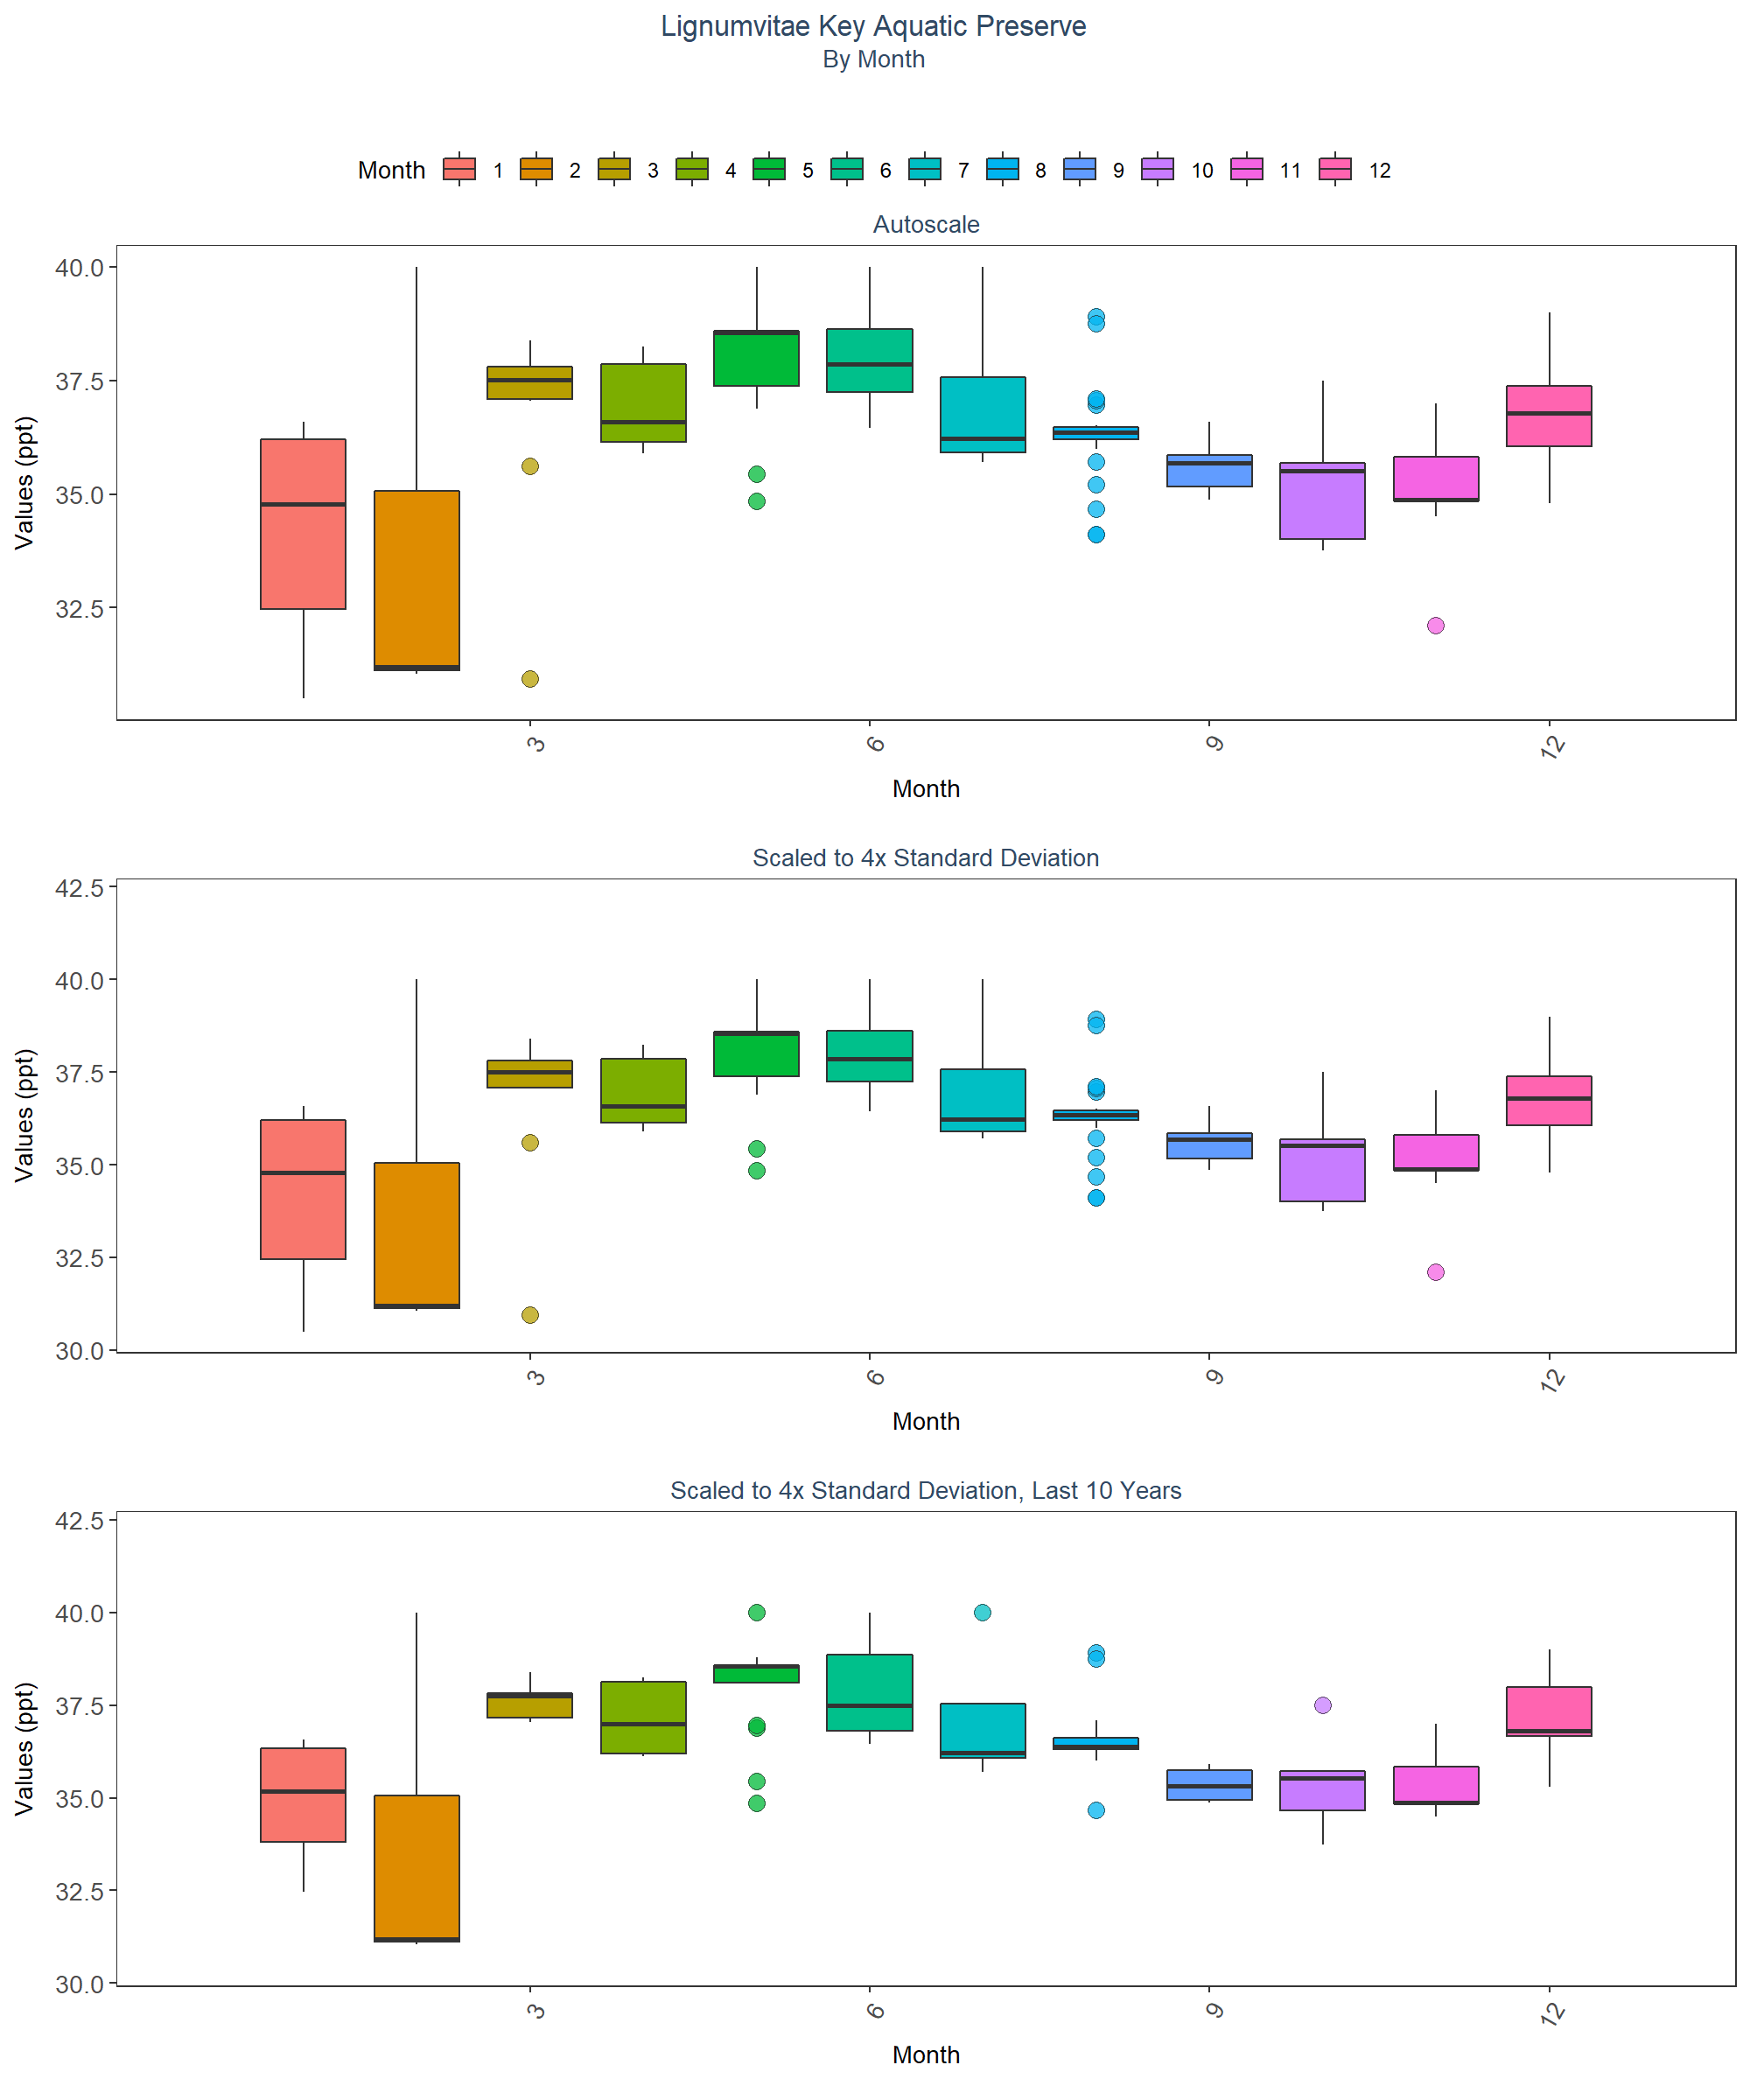 Lignumvitae Key Aquatic Preserve
By Month
Month 1 2 3 4 5 6 7 8 9 10 11 12
Autoscale
40.0
37.5
35.0
32.5
Values (ppt)
3 6 9 12
Month
Scaled to 4x Standard Deviation
42.5
40.0
37.5
35.0
32.5
30.0
Values (ppt)
3 6 9 12
Month
Scaled to 4x Standard Deviation, Last 10 Years
42.5
40.0
37.5
35.0
32.5
30.0
Values (ppt)
3 6 9 12
Month